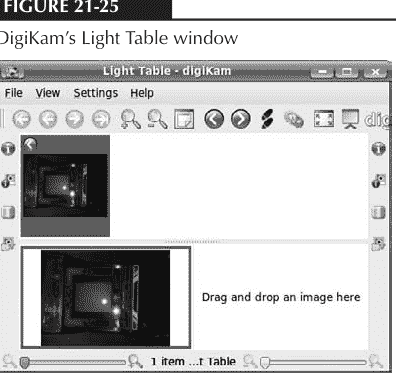 FIGURE 21-25
DigiKam's Light Table window
Light Table - digiKam
File View Settings Help
dig
Drag and drop an image here
1 item ...t Table